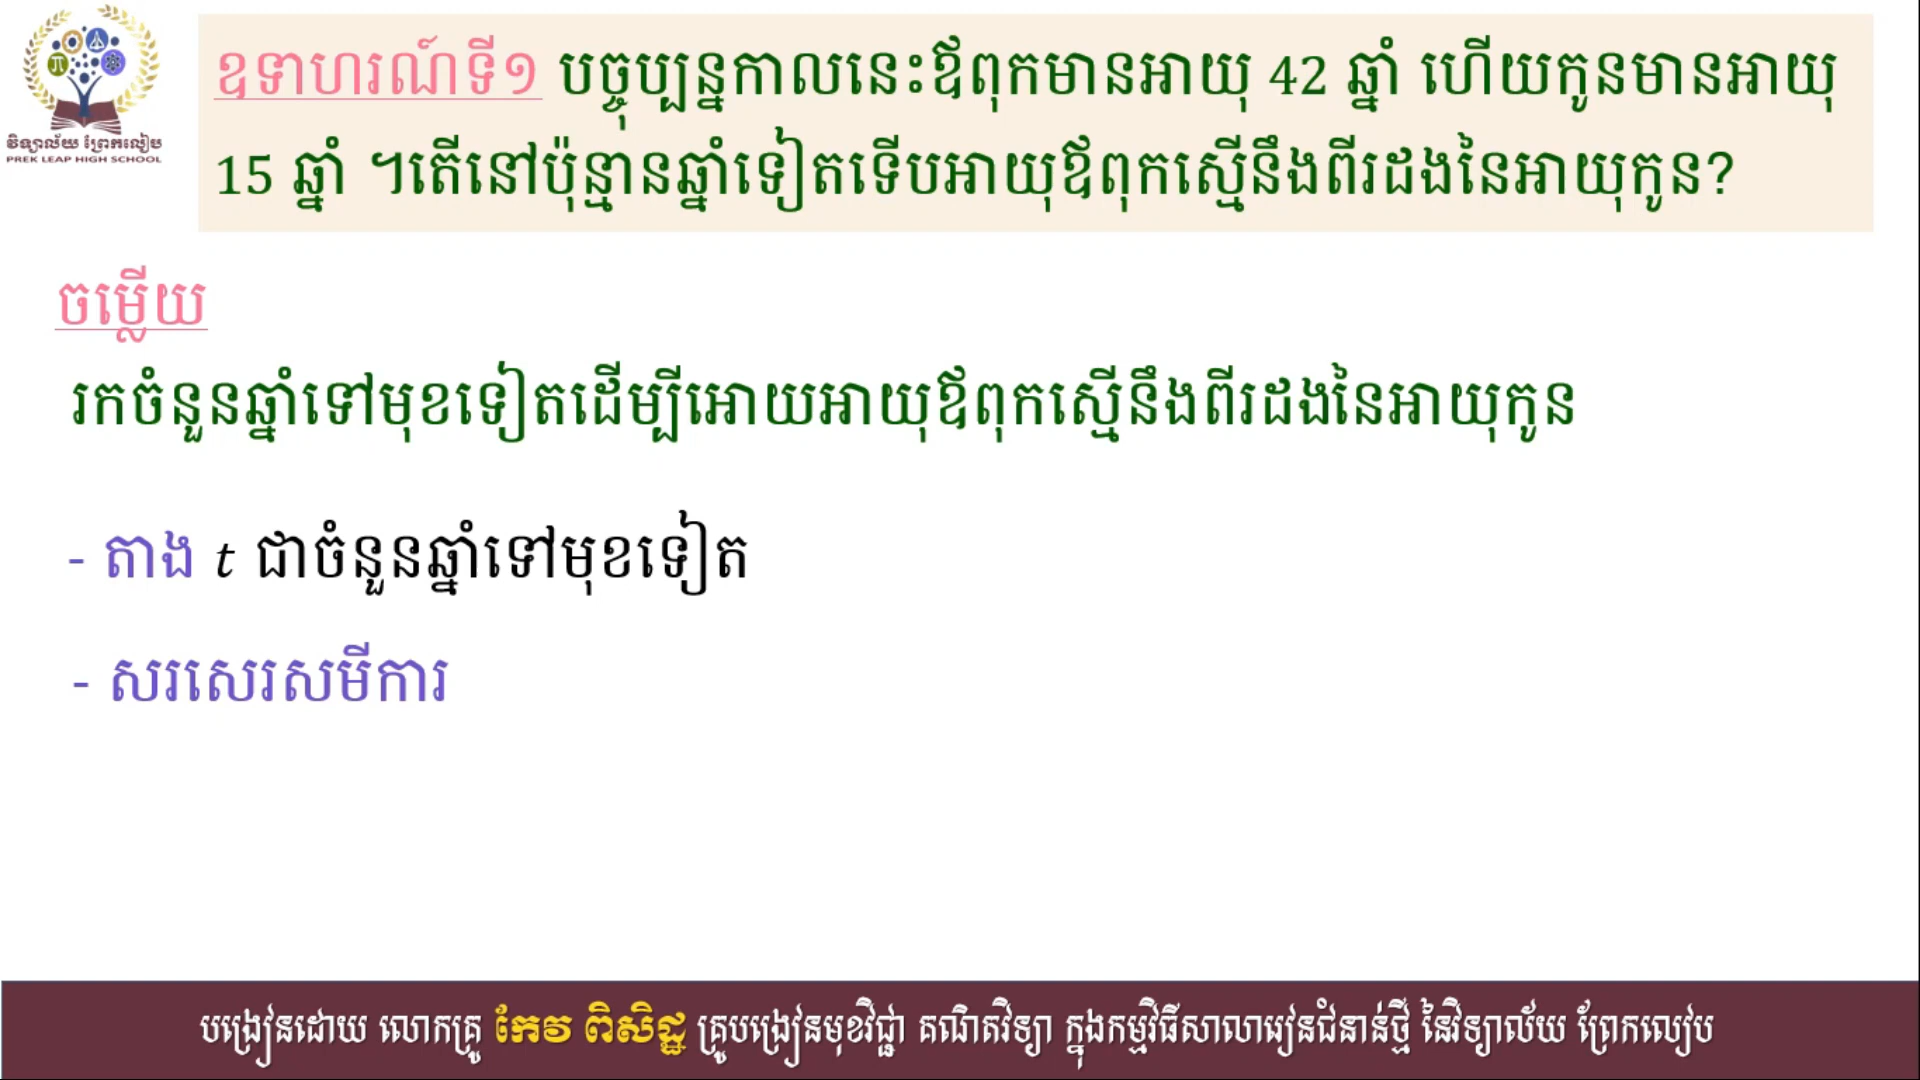 វិទ្យាល័យ ព្រែកលៀប
PREK LEAP HIGH SCHOOL
ឧទាហរណ៍ទី១ បច្ចុប្បន្នកាលនេះឪពុកមានអាយុ 42 ឆ្នាំ ហើយកូនមានអាយុ
15 ឆ្នាំ ។តើនៅប៉ុន្មានឆ្នាំទៀតទើបអាយុឪពុកស្មើនឹងពីរដងនៃអាយុកូន?
ចម្លើយ
រកចំនួនឆ្នាំទៅមុខទៀតដើម្បីអោយអាយុឪពុកស្មើនឹងពីរដងនៃអាយុកូន
- តាង t ជាចំនួនឆ្នាំទៅមុខទៀត
- សរសេរសមីការ
បង្រៀនដោយ លោកគ្រូ កែវ ពិសិដ្ឋ គ្រូបង្រៀនមុខវិជ្ជា គណិតវិទ្យា ក្នុងកម្មវិធីសាលារៀនជំនាន់ថ្មី នៃវិទ្យាល័យ ព្រែកលៀប